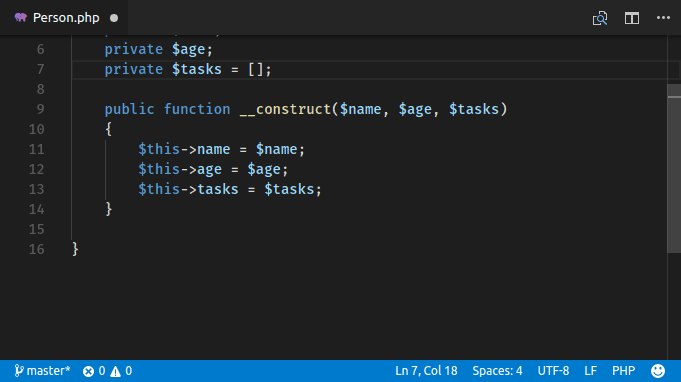 Person.php
6 private $age;
7 private $tasks = [];
8
9 public function __construct($name, $age, $tasks)
10 {
11 $this->name = $name;
12 $this->age = $age;
13 $this->tasks = $tasks;
14 }
15
16 }
master* 0 0 Ln 7, Col 18 Spaces: 4 UTF-8 LF PHP